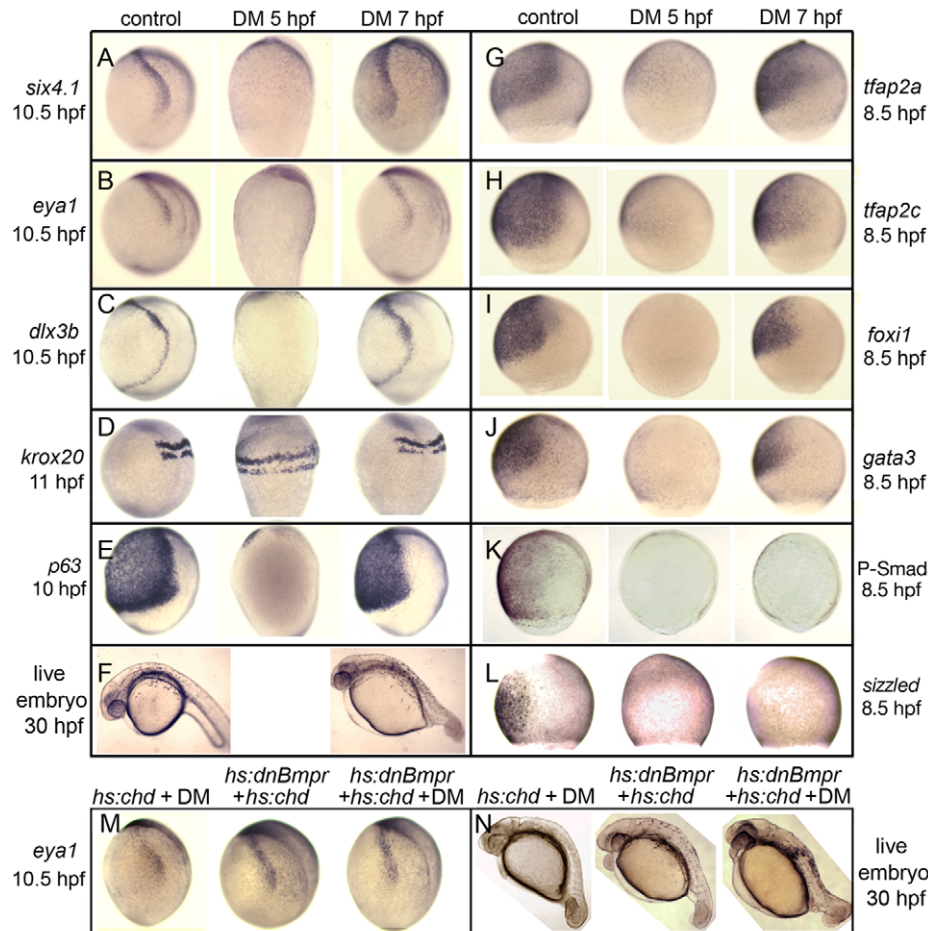 control DM 5 hpf DM 7 hpf control DM 5 hpf DM 7 hpf
A
six4.1
10.5 hpf
G
tfap2a
8.5 hpf
B
eya1
10.5 hpf
H
tfap2c
8.5 hpf
C
dlx3b
10.5 hpf
I
foxi1
8.5 hpf
D
krox20
11 hpf
J
gata3
8.5 hpf
E
p63
10 hpf
K
P-Smad
8.5 hpf
F
live
embryo
30 hpf
L
sizzled
8.5 hpf
hs:chd + DM
hs:dnBmpr
+hs:chd
hs:dnBmpr
+hs:chd +DM
hs:chd + DM
hs:dnBmpr
+hs:chd
hs:dnBmpr
+hs:chd +DM
M
eya1
10.5 hpf
N
live
embryo
30 hpf